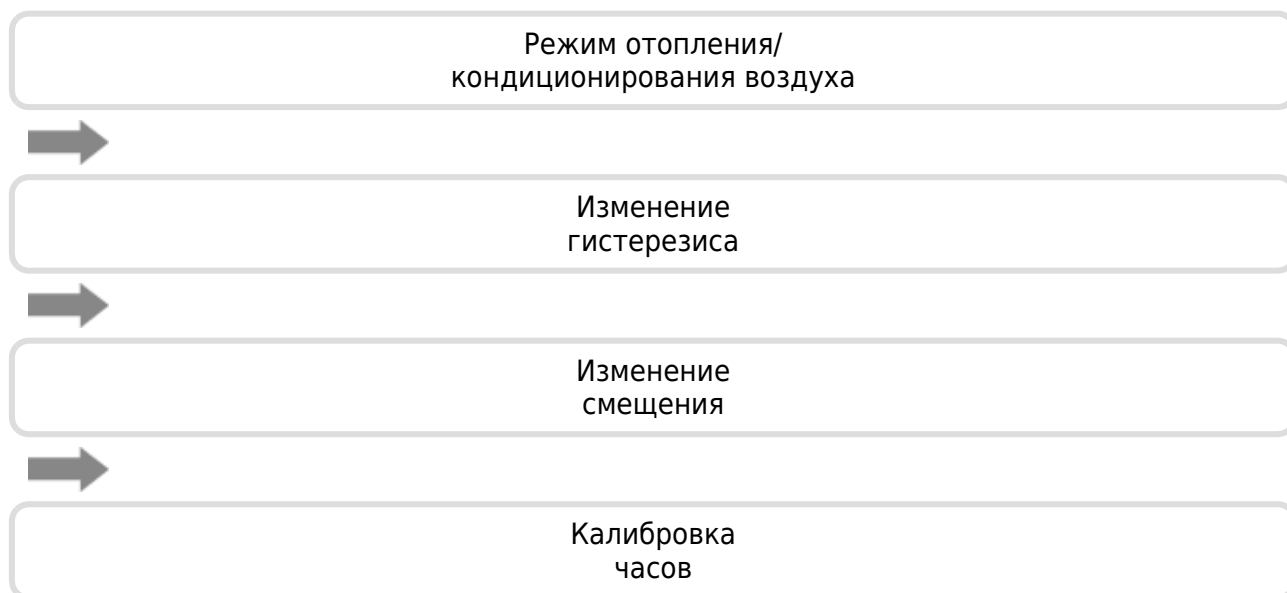 Режим отопления/
кондиционирования воздуха
Изменение
гистерезиса
Изменение
смещения
Калибровка
часов